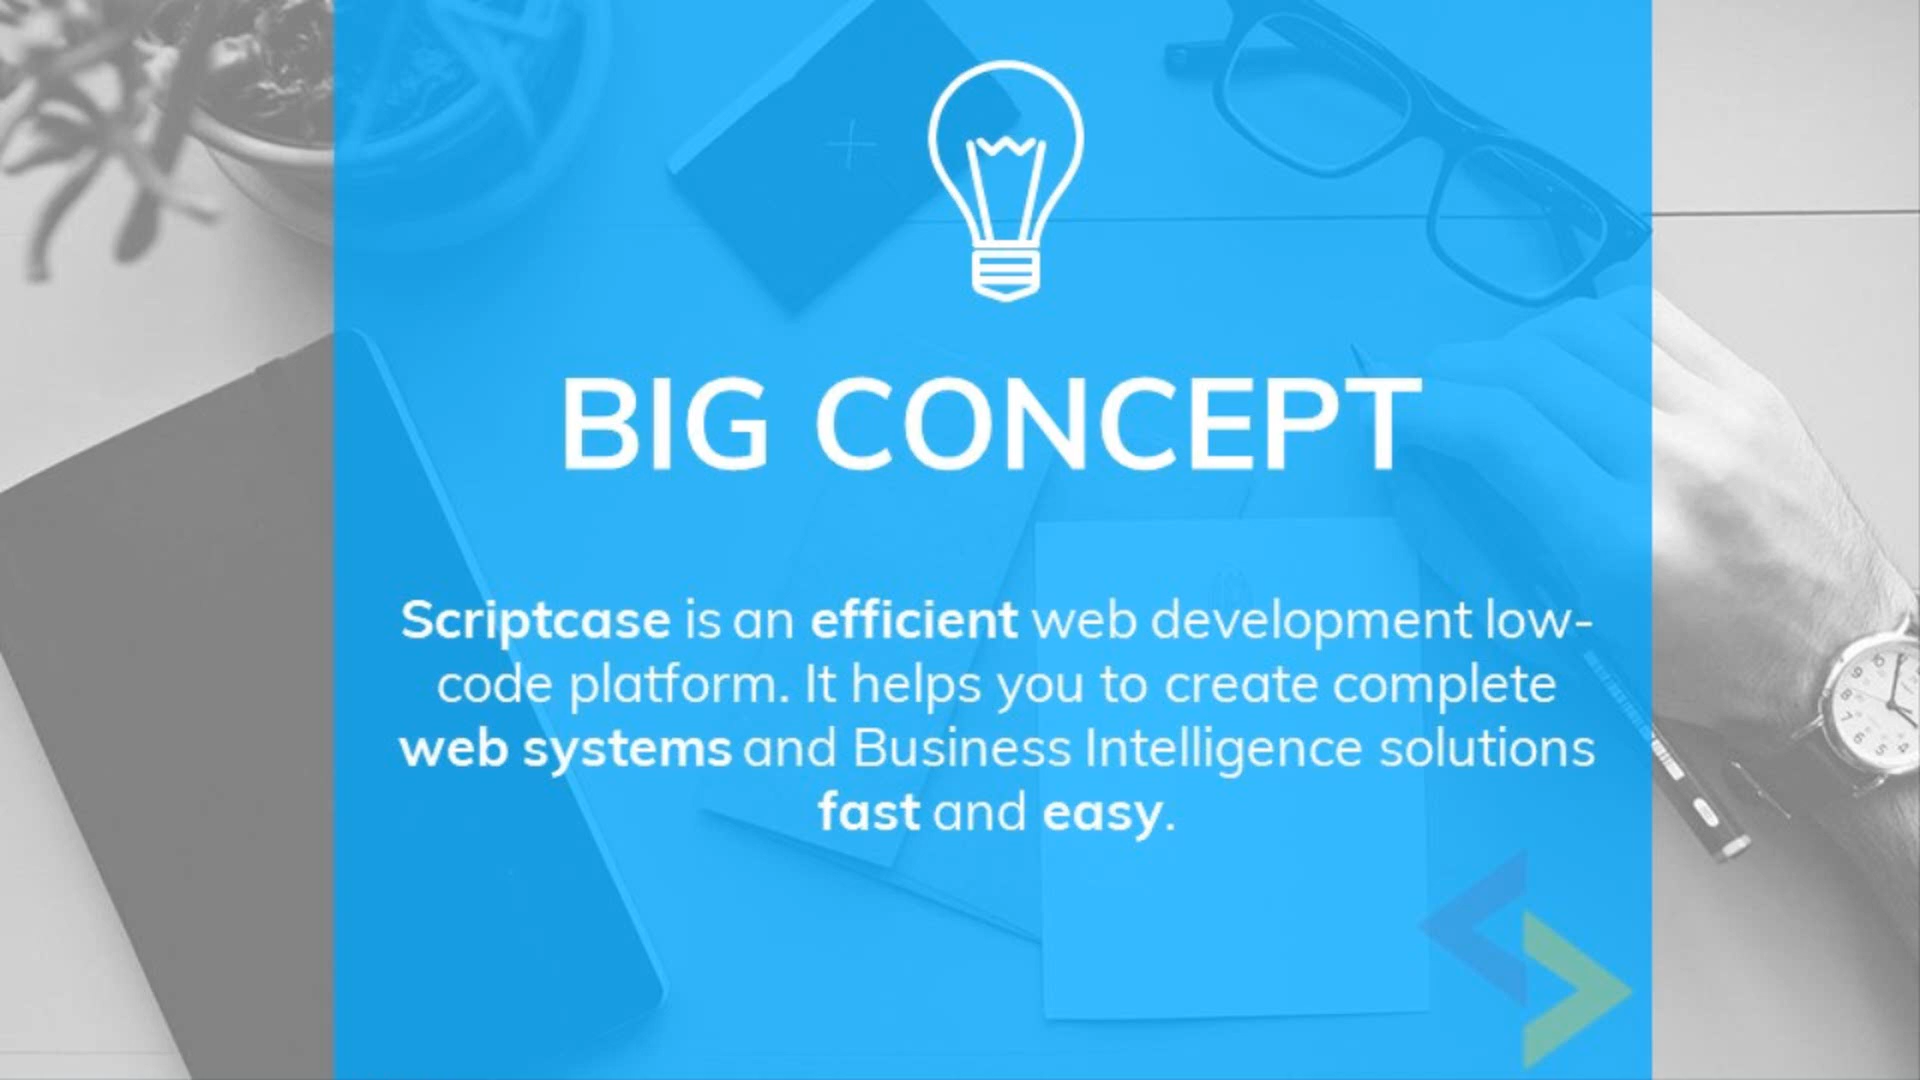 BIG CONCEPT
Scriptcase is an efficient web development low-
code platform. It helps you to create complete
web systems and Business Intelligence solutions
fast and easy.